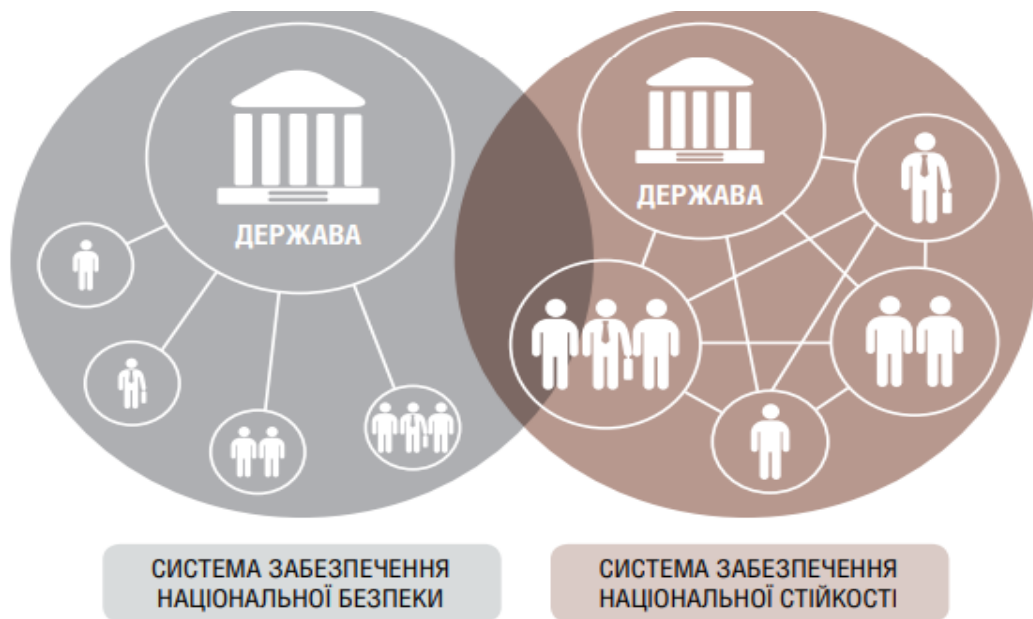 ДЕРЖАВА
ДЕРЖАВА
СИСТЕМА ЗАБЕЗПЕЧЕННЯ
НАЦІОНАЛЬНОЇ БЕЗПЕКИ
СИСТЕМА ЗАБЕЗПЕЧЕННЯ
НАЦІОНАЛЬНОЇ СТІЙКОСТІ